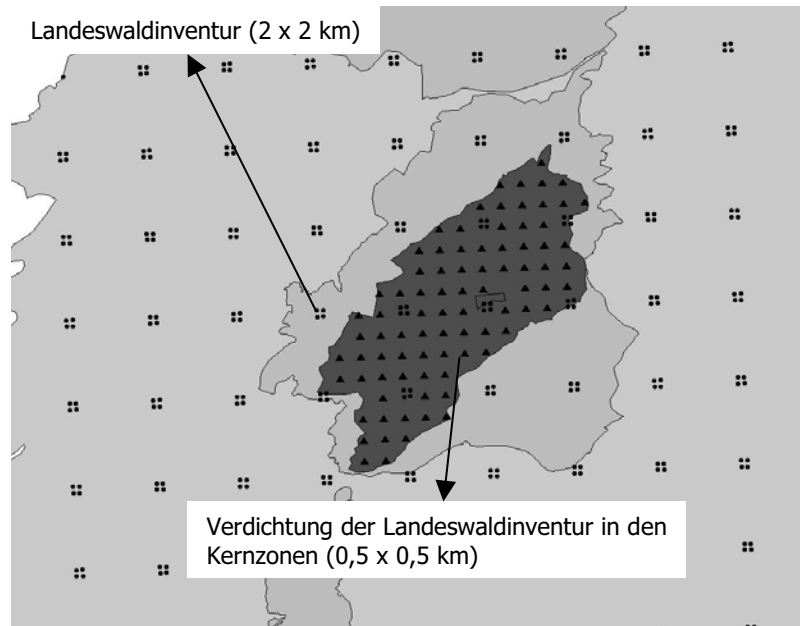 Landeswaldinventur (2 x 2 km)
Verdichtung der Landeswaldinventur in den
Kernzonen (0,5 x 0,5 km)